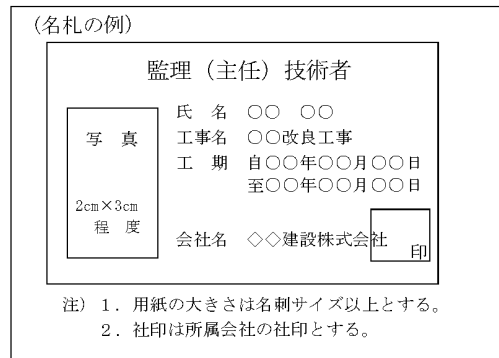 (名札の例)
監理（主任）技術者
氏　名　○○　○○
工事名　○○改良工事
写　真
工　期　自○○年○○月○○日
至○○年○○月○○日
2cm×3cm
程　度
会社名　◇◇建設株式会社
印
注）１．用紙の大きさは名刺サイズ以上とする。
２．社印は所属会社の社印とする。